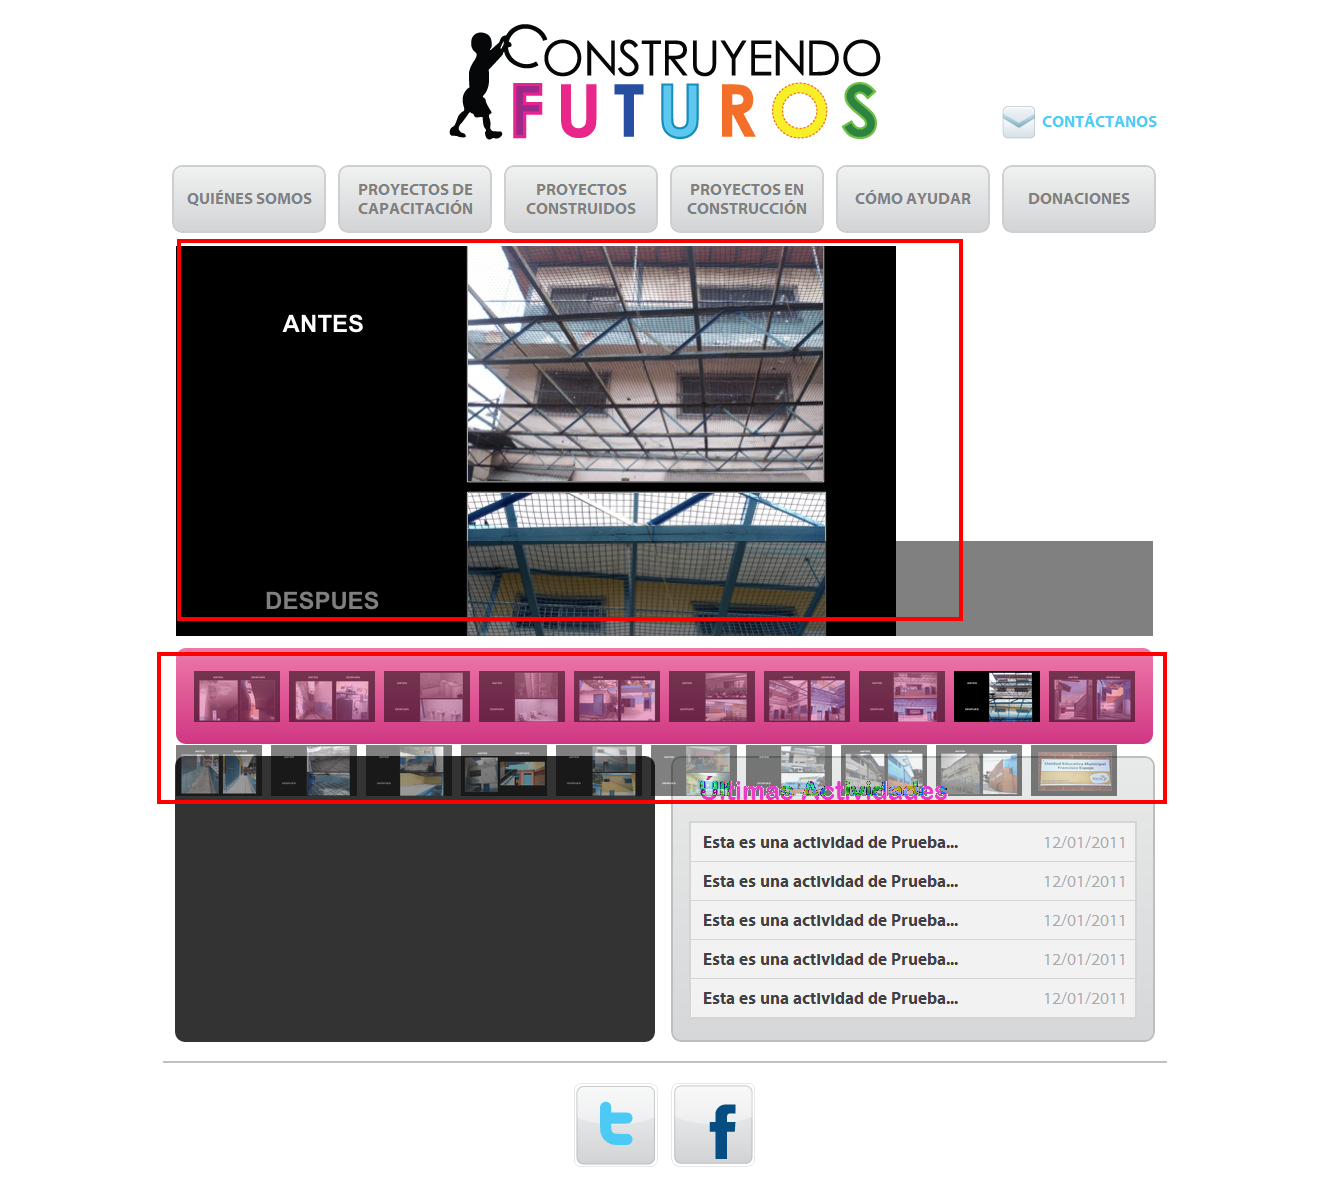 CONSTRUYENDO
FUTUROS
CONTÁCTANOS
QUIÉNES SOMOS
PROYECTOS DE
CAPACITACIÓN
PROYECTOS
CONSTRUIDOS
PROYECTOS EN
CONSTRUCCIÓN
CÓMO AYUDAR
DONACIONES
ANTES
DESPUES
Últimas Actividades
Esta es una actividad de Prueba... 12/01/2011
Esta es una actividad de Prueba... 12/01/2011
Esta es una actividad de Prueba... 12/01/2011
Esta es una actividad de Prueba... 12/01/2011
Esta es una actividad de Prueba... 12/01/2011